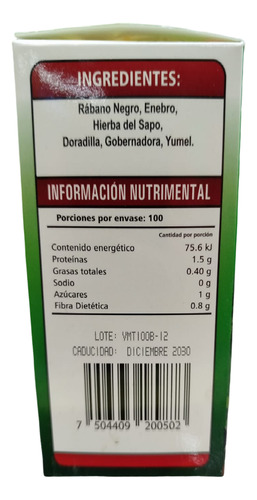 INGREDIENTES:
Rábano Negro, Enebro,
Hierba del Sapo,
Doradilla, Gobernadora, Yumel.
INFORMACIÓN NUTRIMENTAL
Porciones por envase: 100
Cantidad por porción
Contenido energético 75.6 kJ
Proteínas 1.5 g
Grasas totales 0.40 g
Sodio 0 g
Azúcares 1 g
Fibra Dietética 0.8 g
LOTE: VMT100B-12
CADUCIDAD: DICIEMBRE 2030
7 504409 200502